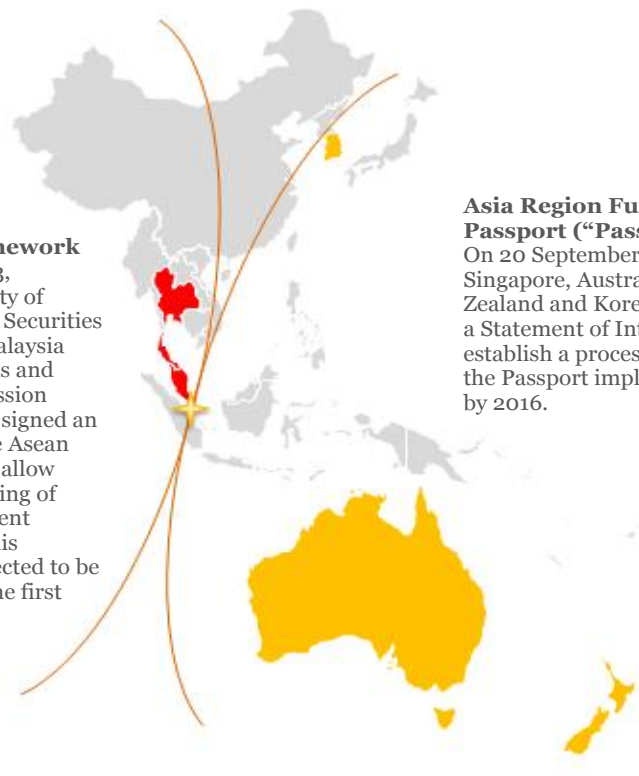 nework
3,
ty of
Securities
alaysia
s and
ssion
signed an
e Asean
allow
ing of
ent
is
ected to be
he first
Asia Region Fu
Passport (“Pass
On 20 September
Singapore, Austra
Zealand and Kore
a Statement of Int
establish a process
the Passport impl
by 2016.